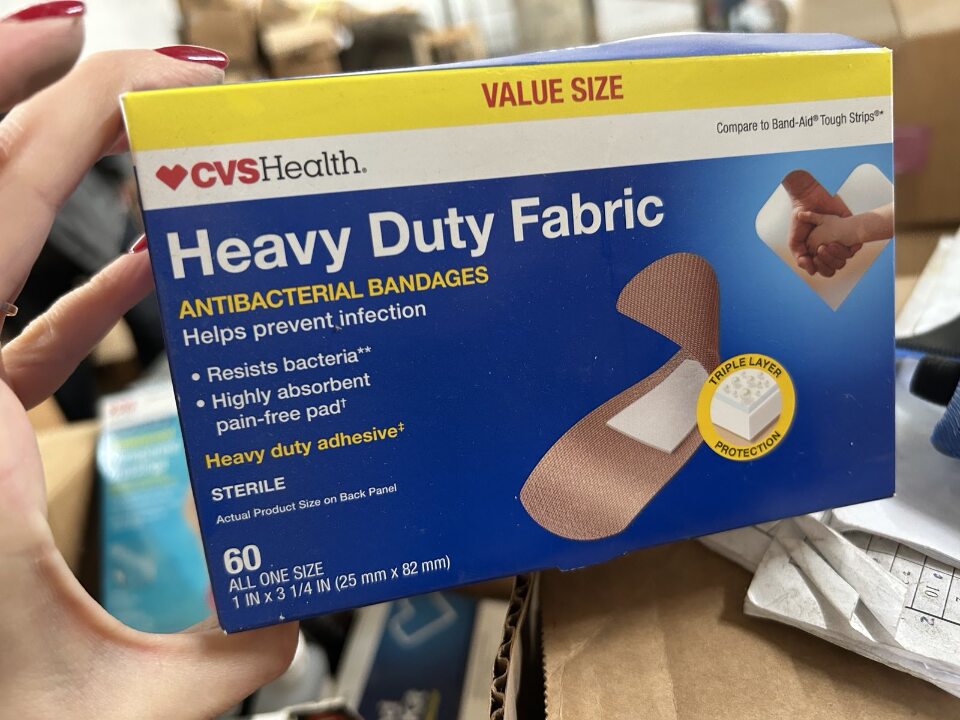 VALUE SIZE
Compare to Band-Aid® Tough Strips®*
CVSHealth®
Heavy Duty Fabric
ANTIBACTERIAL BANDAGES
Helps prevent infection
• Resists bacteria**
• Highly absorbent
pain-free pad†
Heavy duty adhesive‡
STERILE
Actual Product Size on Back Panel
60
ALL ONE SIZE
1 IN x 3 1/4 IN (25 mm x 82 mm)
TRIPLE LAYER
PROTECTION